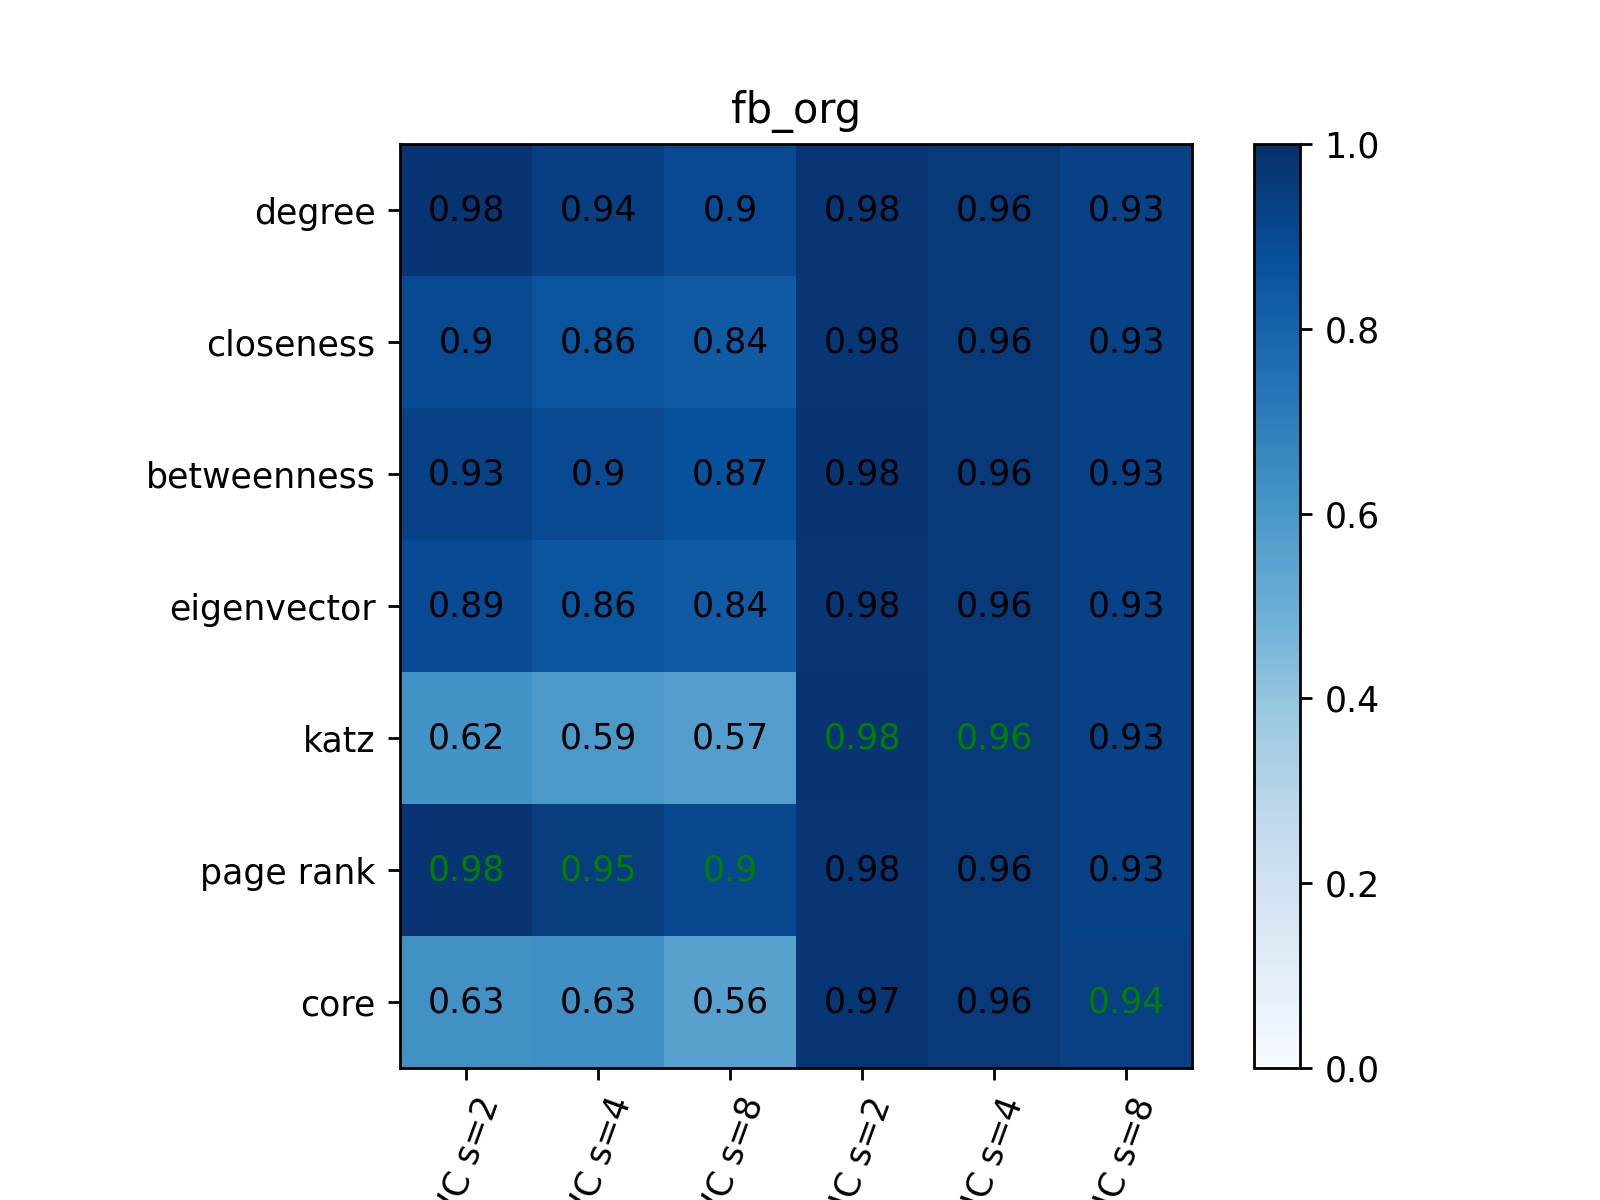 fb_org
degree 0.98 0.94 0.9 0.98 0.96 0.93
closeness 0.9 0.86 0.84 0.98 0.96 0.93
betweenness 0.93 0.9 0.87 0.98 0.96 0.93
eigenvector 0.89 0.86 0.84 0.98 0.96 0.93
katz 0.62 0.59 0.57 0.98 0.96 0.93
page rank 0.98 0.95 0.9 0.98 0.96 0.93
core 0.63 0.63 0.56 0.97 0.96 0.94
s=2 s=4 s=8 s=2 s=4 s=8
1.0
0.8
0.6
0.4
0.2
0.0